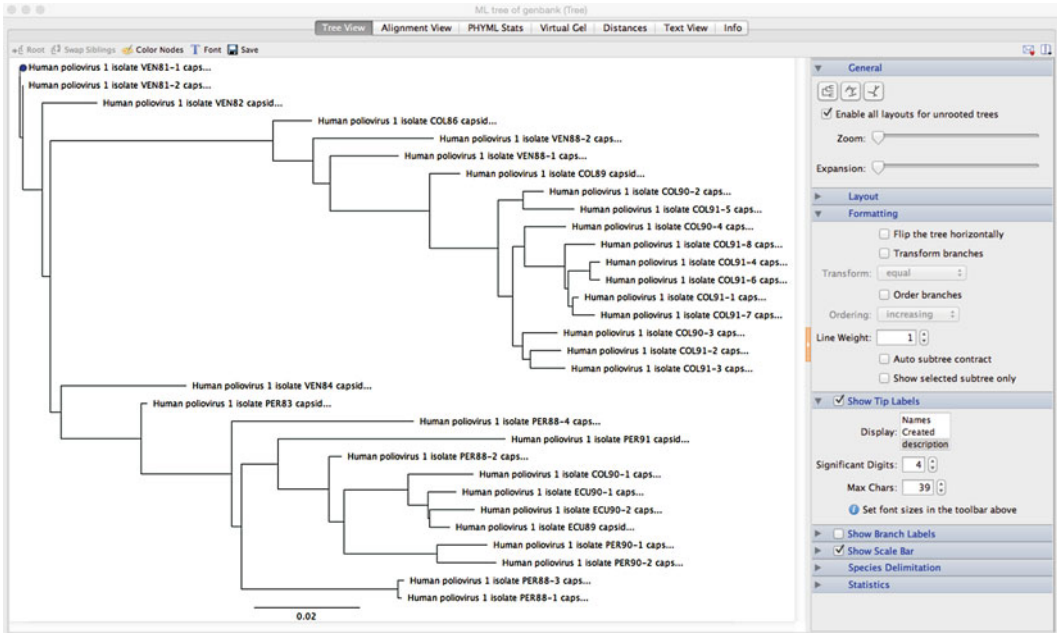 ML tree of genbank (Tree)
Tree View Alignment View PHYML Stats Virtual Gel Distances Text View Info
Root Swap Siblings Color Nodes T Font Save
Human poliovirus 1 isolate VEN81-1 caps...
Human poliovirus 1 isolate VEN81-2 caps...
Human poliovirus 1 isolate VEN82 capsid...
Human poliovirus 1 isolate COL86 capsid...
Human poliovirus 1 isolate VEN88-2 caps...
Human poliovirus 1 isolate VEN88-1 caps...
Human poliovirus 1 isolate COL89 capsid...
Human poliovirus 1 isolate COL90-2 caps...
Human poliovirus 1 isolate COL91-5 caps...
Human poliovirus 1 isolate COL90-4 caps...
Human poliovirus 1 isolate COL91-8 caps...
Human poliovirus 1 isolate COL91-4 caps...
Human poliovirus 1 isolate COL91-6 caps...
Human poliovirus 1 isolate COL91-1 caps...
Human poliovirus 1 isolate COL91-7 caps...
Human poliovirus 1 isolate COL90-3 caps...
Human poliovirus 1 isolate COL91-2 caps...
Human poliovirus 1 isolate COL91-3 caps...
Human poliovirus 1 isolate VEN84 capsid...
Human poliovirus 1 isolate PER83 capsid...
Human poliovirus 1 isolate PER88-4 caps...
Human poliovirus 1 isolate PER91 capsid...
Human poliovirus 1 isolate PER88-2 caps...
Human poliovirus 1 isolate COL90-1 caps...
Human poliovirus 1 isolate ECU90-1 caps...
Human poliovirus 1 isolate ECU90-2 caps...
Human poliovirus 1 isolate ECU89 capsid...
Human poliovirus 1 isolate PER90-1 caps...
Human poliovirus 1 isolate PER90-2 caps...
Human poliovirus 1 isolate PER88-3 caps...
Human poliovirus 1 isolate PER88-1 caps...
0.02
General
Enable all layouts for unrooted trees
Zoom:
Expansion:
Layout
Formatting
Flip the tree horizontally
Transform branches
Transform: equal
Order branches
Ordering: increasing
Line Weight: 1
Auto subtree contract
Show selected subtree only
Show Tip Labels
Names
Display: Created
description
Significant Digits: 4
Max Chars: 39
Set font sizes in the toolbar above
Show Branch Labels
Show Scale Bar
Species Delimitation
Statistics